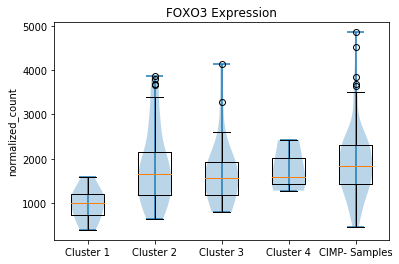 FOXO3 Expression
normalized_count
5000
4000
3000
2000
1000
Cluster 1 Cluster 2 Cluster 3 Cluster 4 CIMP- Samples